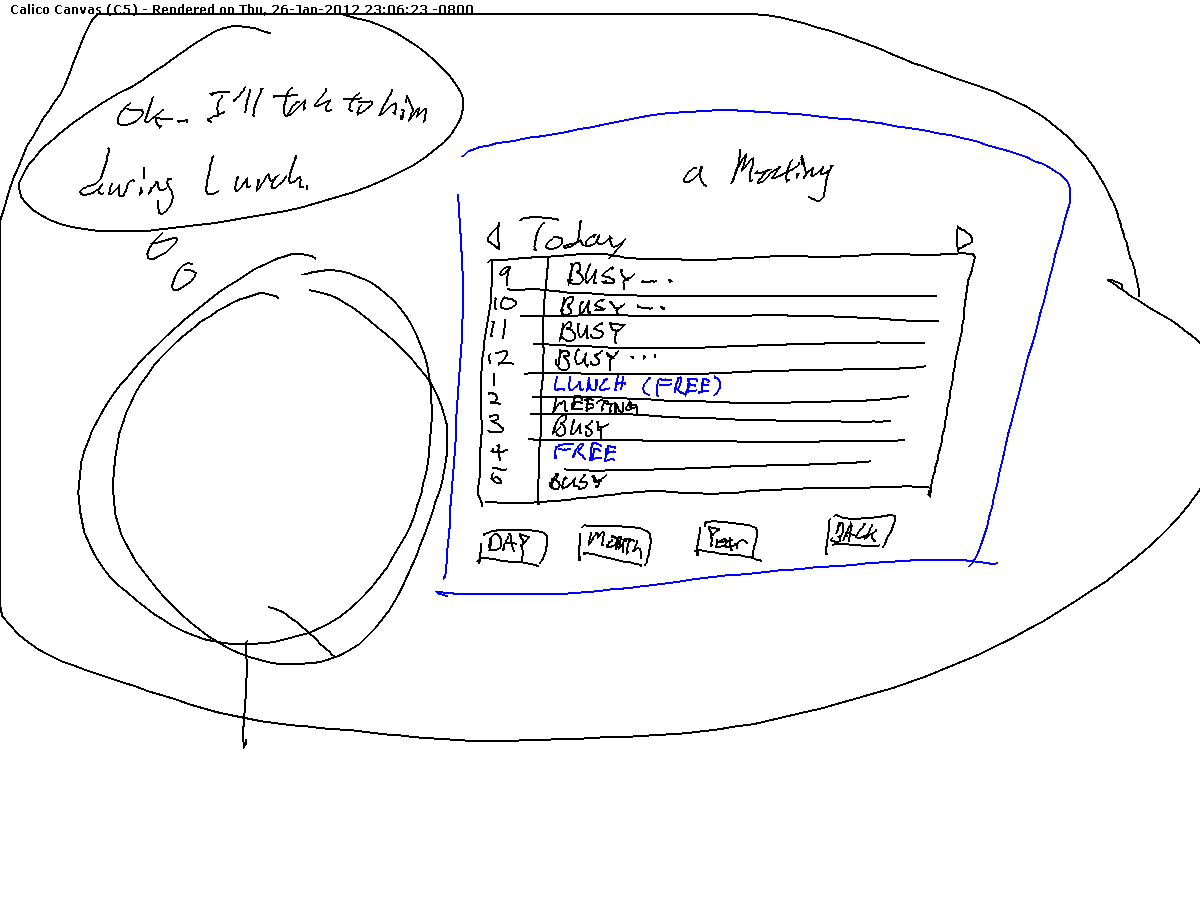 Calico Canvas (C5) - Rendered on Thu, 26-Jan-2012 23:06:23 -0800
Ok- I'll talk to him
during Lunch.
a Meeting
Today
9 BUSY --.
10 BUSY --.
11 BUSY
12 BUSY ...
1 LUNCH (FREE)
2 MEETING
3 BUSY
4 FREE
5 BUSY
DAY MONTH Year BACK